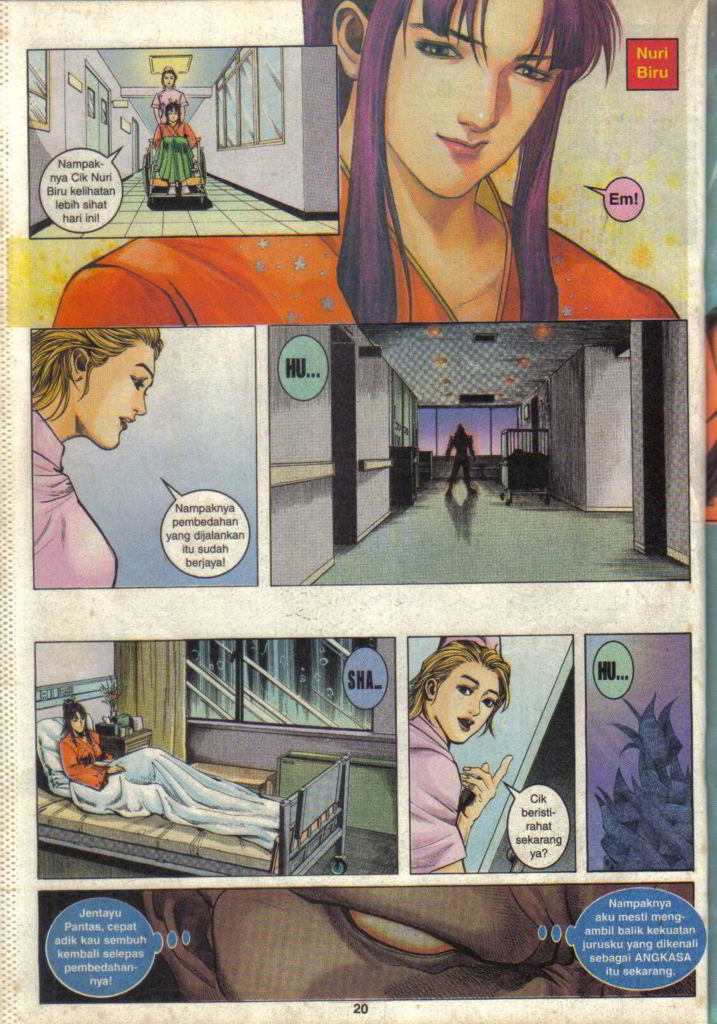 Nuri
Biru
Nampak-
nya Cik Nuri
Biru kelihatan
lebih sihat
hari ini!
Em!
Nampaknya
pembedahan
yang dijalankan
itu sudah
berjaya!
HU...
SHA...
Cik
beristi-
rahat
sekarang
ya?
HU...
Jentayu
Pantas, cepat
adik kau sembuh
kembali selepas
pembedahan-
nya!
Nampaknya
aku mesti meng-
ambil balik kekuatan
jurusku yang dikenali
sebagai ANGKASA
itu sekarang.
20